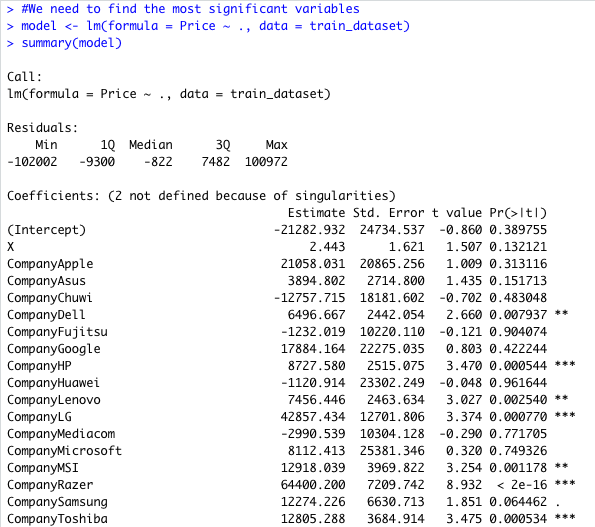 > #We need to find the most significant variables
> model <- lm(formula = Price ~ ., data = train_dataset)
> summary(model)
Call:
lm(formula = Price ~ ., data = train_dataset)
Residuals:
Min 1Q Median 3Q Max
-102002 -9300 -822 7482 100972
Coefficients: (2 not defined because of singularities)
Estimate Std. Error t value Pr(>|t|)
(Intercept) -21282.932 24734.537 -0.860 0.389755
X 2.443 1.621 1.507 0.132121
CompanyApple 21058.031 20865.256 1.009 0.313116
CompanyAsus 3894.802 2714.800 1.435 0.151713
CompanyChuwi -12757.715 18181.602 -0.702 0.483048
CompanyDell 6496.667 2442.054 2.660 0.007937 **
CompanyFujitsu -1232.019 10220.110 -0.121 0.904074
CompanyGoogle 17884.164 22275.035 0.803 0.422244
CompanyHP 8727.580 2515.075 3.470 0.000544 ***
CompanyHuawei -1120.914 23302.249 -0.048 0.961644
CompanyLenovo 7456.446 2463.634 3.027 0.002540 **
CompanyLG 42857.434 12701.806 3.374 0.000770 ***
CompanyMediacom -2990.539 10304.128 -0.290 0.771705
CompanyMicrosoft 8112.413 25381.346 0.320 0.749326
CompanyMSI 12918.039 3969.822 3.254 0.001178 **
CompanyRazer 64400.200 7209.742 8.932 < 2e-16 ***
CompanySamsung 12274.226 6630.713 1.851 0.064462 .
CompanyToshiba 12805.288 3684.914 3.475 0.000534 ***